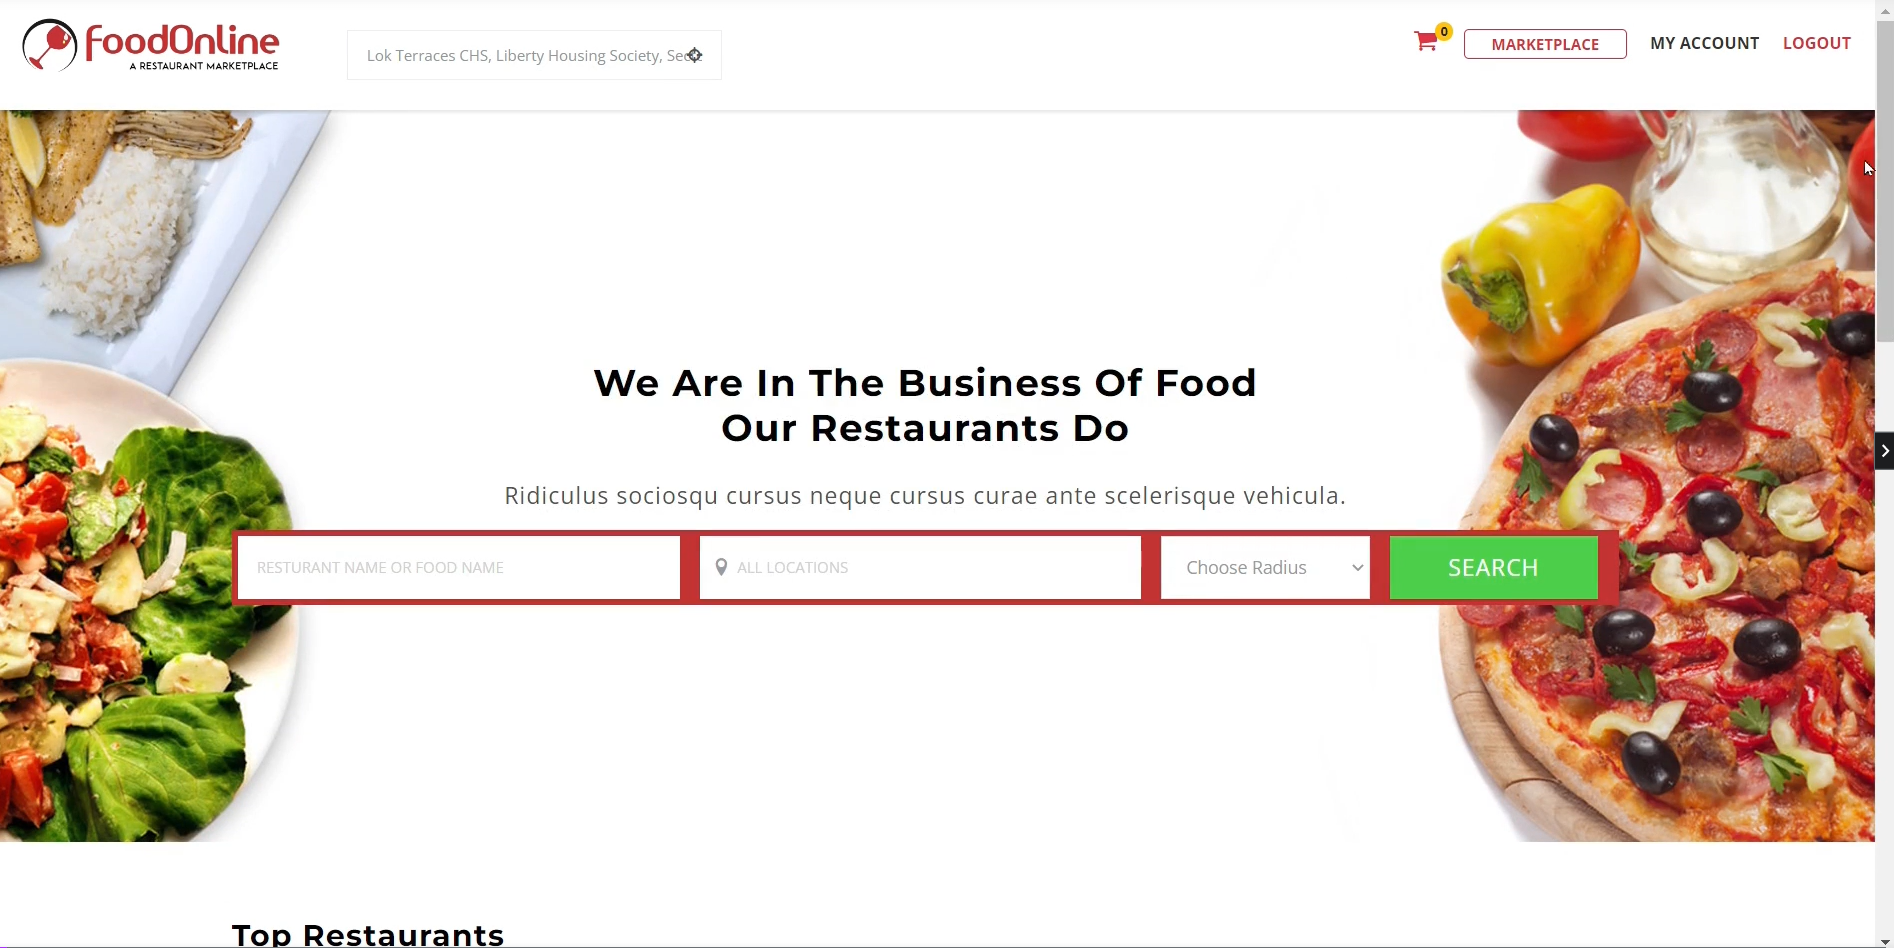 foodOnline
A RESTAURANT MARKETPLACE
Lok Terraces CHS, Liberty Housing Society,
0
MARKETPLACE
MY ACCOUNT
LOGOUT
We Are In The Business Of Food
Our Restaurants Do
Ridiculus sociosqu cursus neque cursus curae ante scelerisque vehicula.
RESTURANT NAME OR FOOD NAME
ALL LOCATIONS
Choose Radius
SEARCH
Top Restaurants